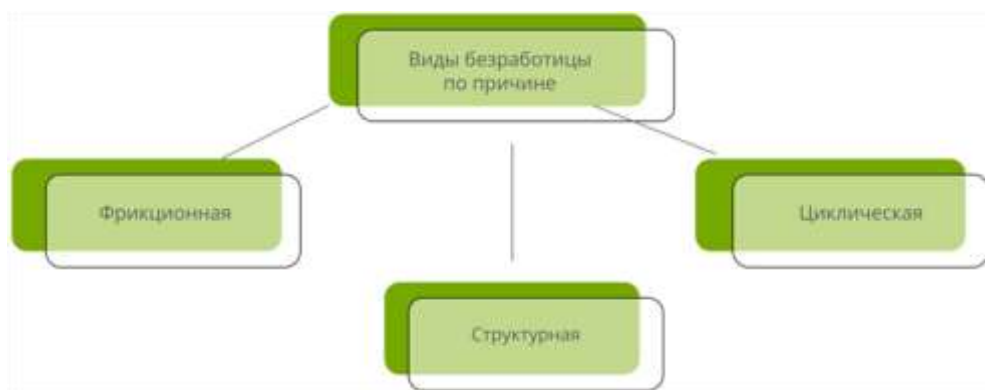 Виды безработицы
по причине
Фрикционная
Циклическая
Структурная